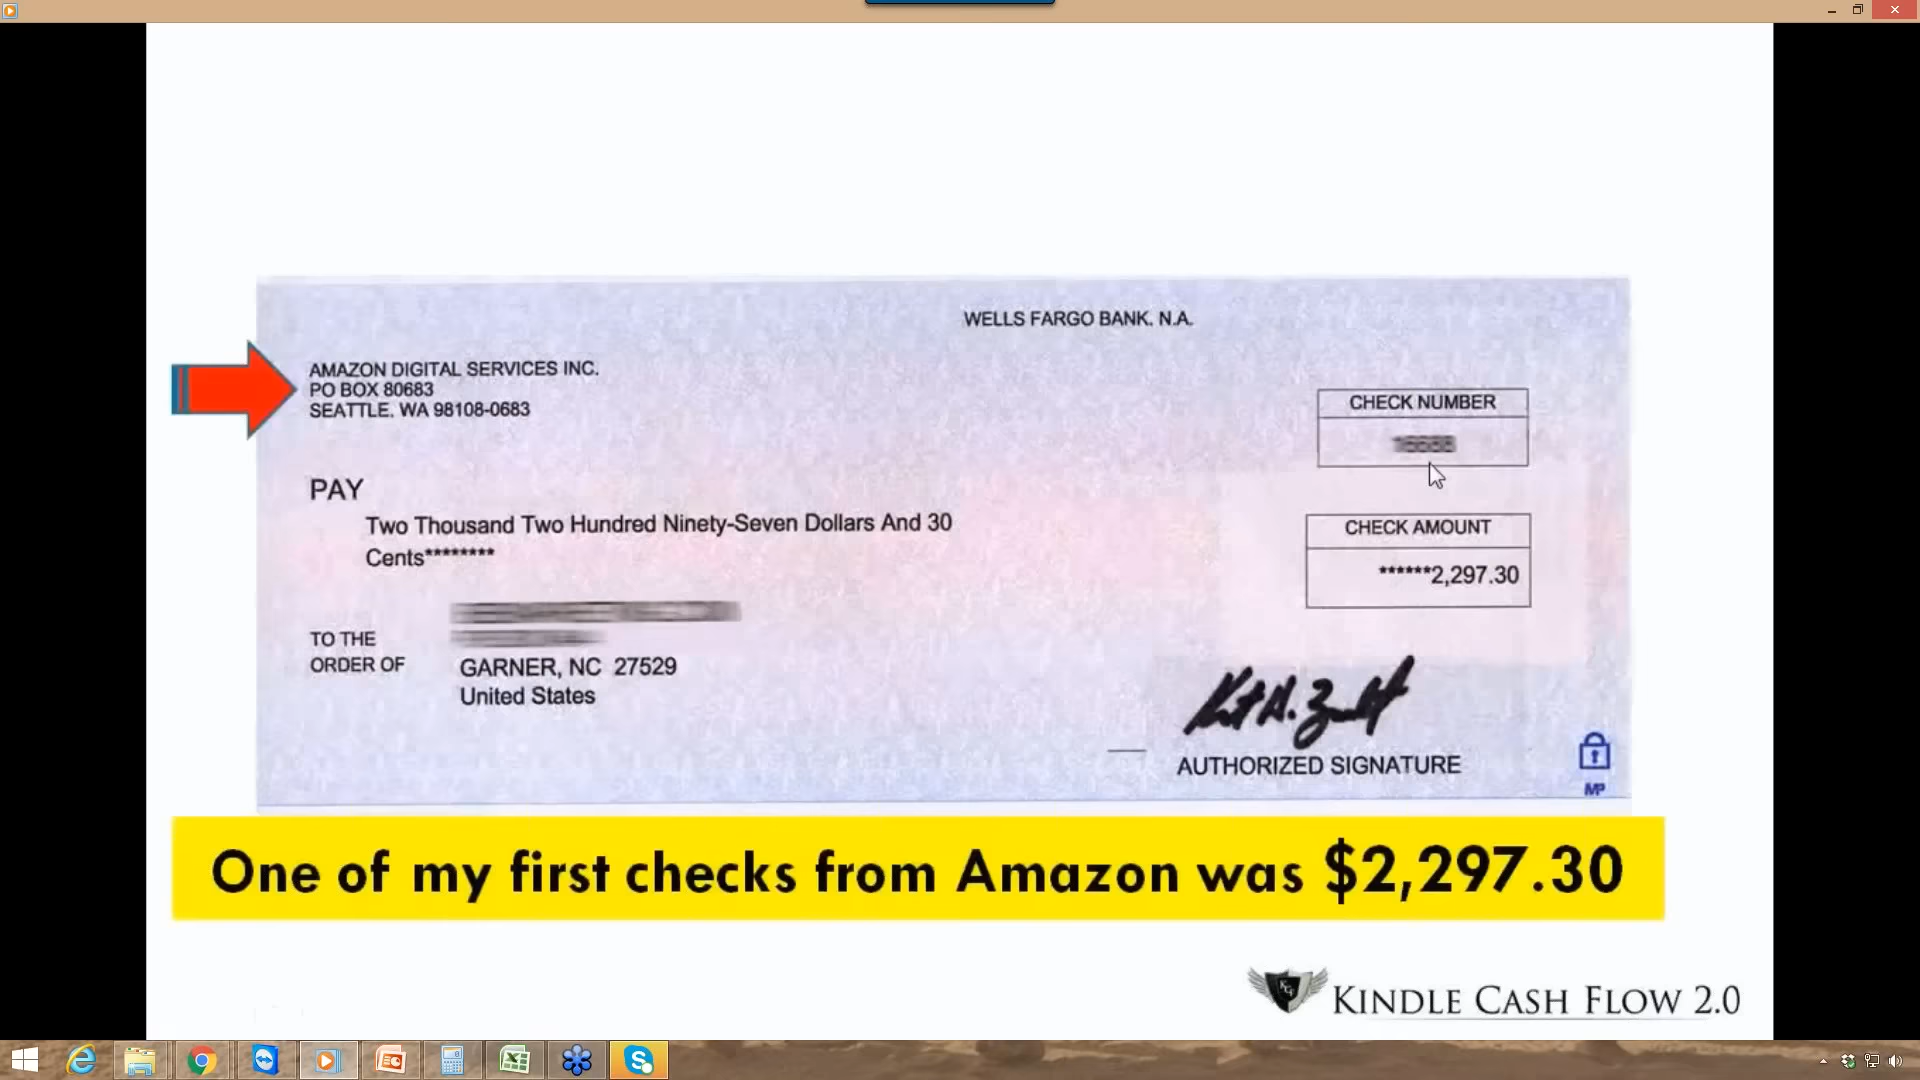 WELLS FARGO BANK. N.A.
AMAZON DIGITAL SERVICES INC.
PO BOX 80683
SEATTLE. WA 98108-0683
CHECK NUMBER
PAY
Two Thousand Two Hundred Ninety-Seven Dollars And 30
Cents********
CHECK AMOUNT
******2,297.30
TO THE
ORDER OF
GARNER, NC 27529
United States
AUTHORIZED SIGNATURE
MP
One of my first checks from Amazon was $2,297.30
KCF
KINDLE CASH FLOW 2.0